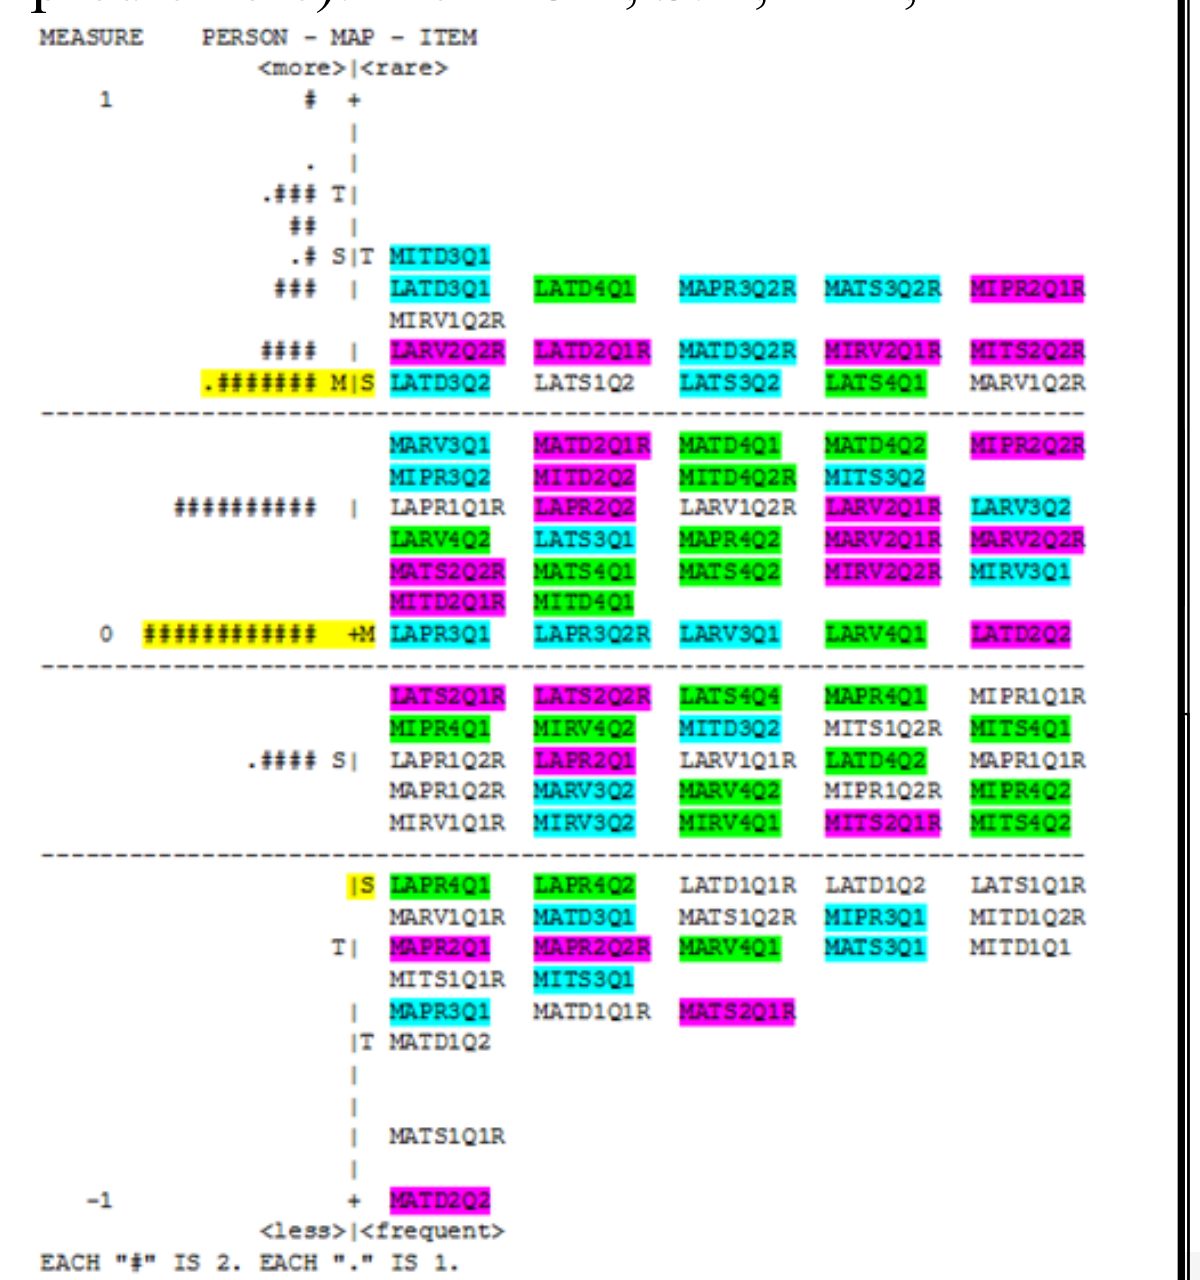 MEASURE PERSON - MAP - ITEM
<more>|<rare>
1 # +
|
. |
.### T|
## |
.# S|T MITD3Q1
### | LATD3Q1 LATD4Q1 MAPR3Q2R MATS3Q2R MIPR2Q1R
MIRV1Q2R
#### | LARV2Q2R LATD2Q1R MATD3Q2R MIRV2Q1R MITS2Q2R
.####### M|S LATD3Q2 LATS1Q2 LATS3Q2 LATS4Q1 MARV1Q2R
------------------------------------------------------------------------
MARV3Q1 MATD2Q1R MATD4Q1 MATD4Q2 MIPR2Q2R
MIPR3Q2 MITD2Q2 MITD4Q2R MITS3Q2
########## | LAPR1Q1R LAPR2Q2 LARV1Q2R LARV2Q1R LARV3Q2
LARV4Q2 LATS3Q1 MAPR4Q2 MARV2Q1R MARV2Q2R
MATS2Q2R MATS4Q1 MATS4Q2 MIRV2Q2R MIRV3Q1
MITD2Q1R MITD4Q1
0 ############ +M LAPR3Q1 LAPR3Q2R LARV3Q1 LARV4Q1 LATD2Q2
------------------------------------------------------------------------
LATS2Q1R LATS2Q2R LATS4Q4 MAPR4Q1 MIPR1Q1R
MIPR4Q1 MIRV4Q2 MITD3Q2 MITS1Q2R MITS4Q1
.#### S| LAPR1Q2R LAPR2Q1 LARV1Q1R LATD4Q2 MAPR1Q1R
MAPR1Q2R MARV3Q2 MARV4Q2 MIPR1Q2R MIPR4Q2
MIRV1Q1R MIRV3Q2 MIRV4Q1 MITS2Q1R MITS4Q2
------------------------------------------------------------------------
|S LAPR4Q1 LAPR4Q2 LATD1Q1R LATD1Q2 LATS1Q1R
MARV1Q1R MATD3Q1 MATS1Q2R MIPR3Q1 MITD1Q2R
T| MAPR2Q1 MAPR2Q2R MARV4Q1 MATS3Q1 MITD1Q1
MITS1Q1R MITS3Q1
| MAPR3Q1 MATD1Q1R MATS2Q1R
|T MATD1Q2
|
|
| MATS1Q1R
|
-1 + MATD2Q2
<less>|<frequent>
EACH "#" IS 2. EACH "." IS 1.